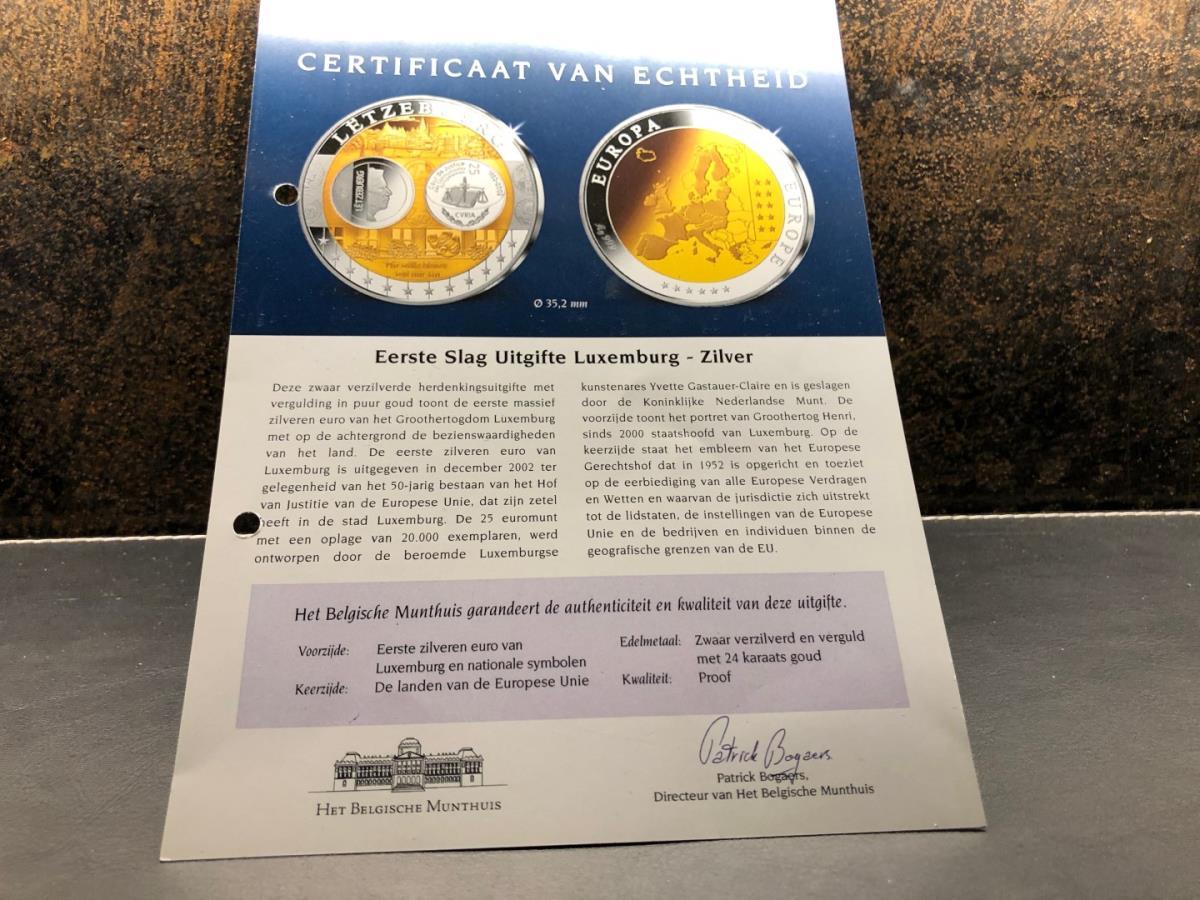 CERTIFICAAT VAN ECHTHEID
LËTZEB
LËTZEBUERG
25
CVRIA
EUROPA
EUROPE
Ø 35,2 mm
Eerste Slag Uitgifte Luxemburg - Zilver
Deze zwaar verzilverde herdenkingsuitgifte met
vergulding in puur goud toont de eerste massief
zilveren euro van het Groothertogdom Luxemburg
met op de achtergrond de bezienswaardigheden
van het land. De eerste zilveren euro van
Luxemburg is uitgegeven in december 2002 ter
gelegenheid van het 50-jarig bestaan van het Hof
van Justitie van de Europese Unie, dat zijn zetel
heeft in de stad Luxemburg. De 25 euromunt
met een oplage van 20.000 exemplaren, werd
ontworpen door de beroemde Luxemburgse
kunstenares Yvette Gastauer-Claire en is geslagen
door de Koninklijke Nederlandse Munt. De
voorzijde toont het portret van Groothertog Henri,
sinds 2000 staatshoofd van Luxemburg. Op de
keerzijde staat het embleem van het Europese
Gerechtshof dat in 1952 is opgericht en toeziet
op de eerbiediging van alle Europese Verdragen
en Wetten en waarvan de jurisdictie zich uitstrekt
tot de lidstaten, de instellingen van de Europese
Unie en de bedrijven en individuen binnen de
geografische grenzen van de EU.
Het Belgische Munthuis garandeert de authenticiteit en kwaliteit van deze uitgifte.
Voorzijde: Eerste zilveren euro van
Luxemburg en nationale symbolen
Keerzijde: De landen van de Europese Unie
Edelmetaal: Zwaar verzilverd en verguld
met 24 karaats goud
Kwaliteit: Proof
HET BELGISCHE MUNTHUIS
Patrick Bogaers
Patrick Bogaers,
Directeur van Het Belgische Munthuis